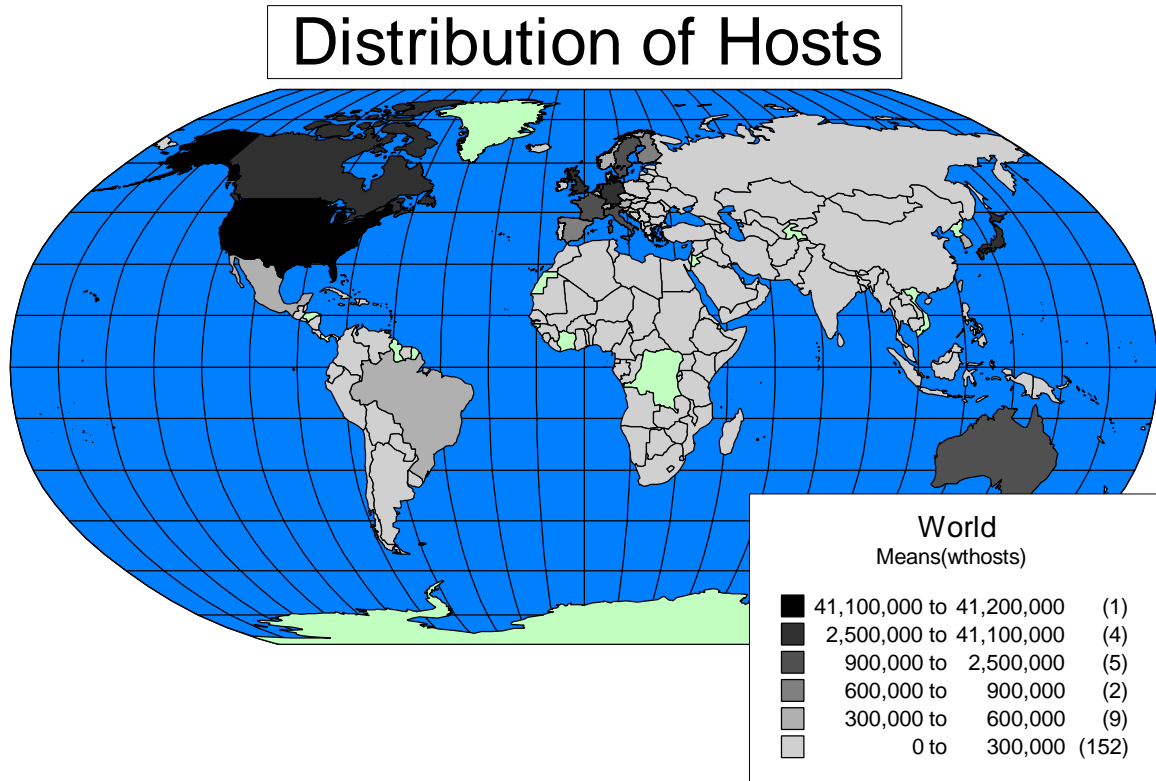 Distribution of Hosts
World
Means(wthosts)
41,100,000 to 41,200,000 (1)
2,500,000 to 41,100,000 (4)
900,000 to 2,500,000 (5)
600,000 to 900,000 (2)
300,000 to 600,000 (9)
0 to 300,000 (152)